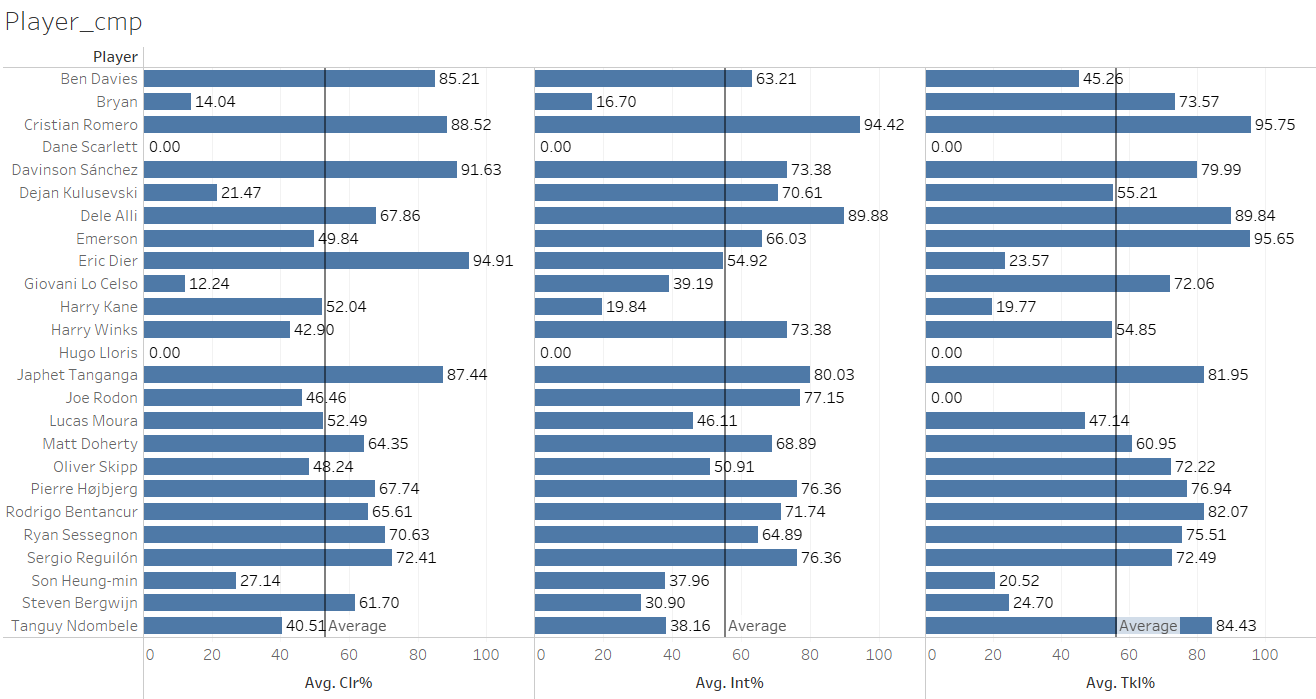 Player_cmp
Player
Ben Davies 85.21 63.21 45.26
Bryan 14.04 16.70 73.57
Cristian Romero 88.52 94.42 95.75
Dane Scarlett 0.00 0.00 0.00
Davinson Sánchez 91.63 73.38 79.99
Dejan Kulusevski 21.47 70.61 55.21
Dele Alli 67.86 89.88 89.84
Emerson 49.84 66.03 95.65
Eric Dier 94.91 54.92 23.57
Giovani Lo Celso 12.24 39.19 72.06
Harry Kane 52.04 19.84 19.77
Harry Winks 42.90 73.38 54.85
Hugo Lloris 0.00 0.00 0.00
Japhet Tanganga 87.44 80.03 81.95
Joe Rodon 46.46 77.15 0.00
Lucas Moura 52.49 46.11 47.14
Matt Doherty 64.35 68.89 60.95
Oliver Skipp 48.24 50.91 72.22
Pierre Højbjerg 67.74 76.36 76.94
Rodrigo Bentancur 65.61 71.74 82.07
Ryan Sessegnon 70.63 64.89 75.51
Sergio Reguilón 72.41 76.36 72.49
Son Heung-min 27.14 37.96 20.52
Steven Bergwijn 61.70 30.90 24.70
Tanguy Ndombele 40.51 Average 38.16 Average Average 84.43
0 20 40 60 80 100 0 20 40 60 80 100 0 20 40 60 80 100
Avg. Clr% Avg. Int% Avg. Tkl%